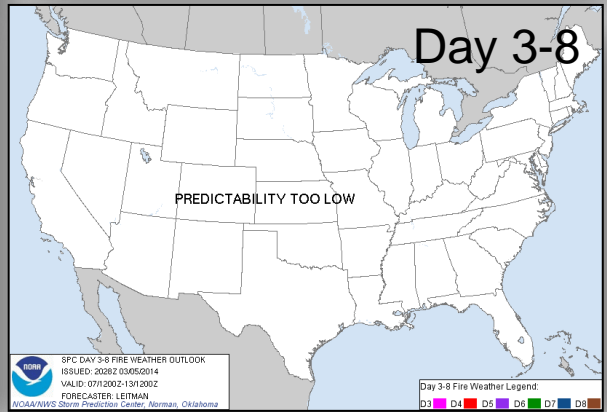 Day 3-8
PREDICTABILITY TOO LOW
NOAA
SPC DAY 3-8 FIRE WEATHER OUTLOOK
ISSUED: 2028Z 03/05/2014
VALID: 07/1200Z-13/1200Z
FORECASTER: LEITMAN
NOAA/NWS Storm Prediction Center, Norman, Oklahoma
Day 3-8 Fire Weather Legend:
D3 D4 D5 D6 D7 D8